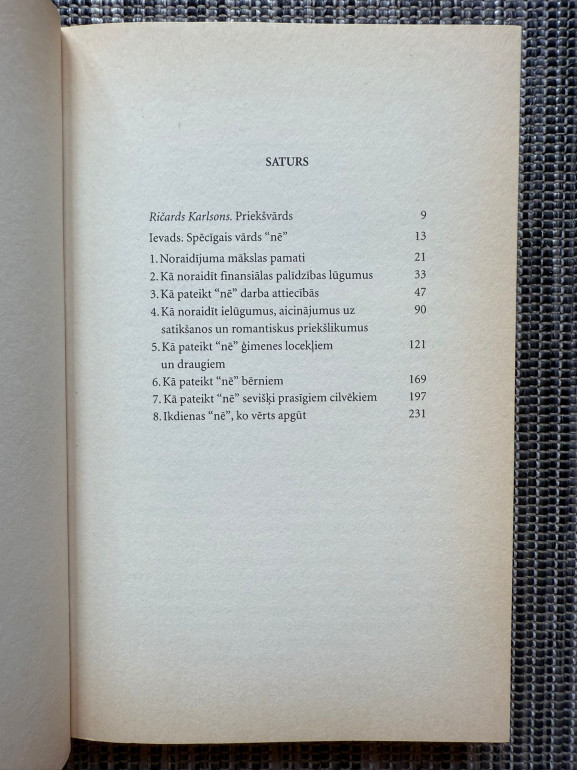 SATURS
Ričards Karlsons. Priekšvārds 9
Ievads. Spēcīgais vārds “nē” 13
1. Noraidījuma mākslas pamati 21
2. Kā noraidīt finansiālas palīdzības lūgumus 33
3. Kā pateikt “nē” darba attiecībās 47
4. Kā noraidīt ielūgumus, aicinājumus uz 90
satikšanos un romantiskus priekšlikumus
5. Kā pateikt “nē” ģimenes locekļiem 121
un draugiem
6. Kā pateikt “nē” bērniem 169
7. Kā pateikt “nē” sevišķi prasīgiem cilvēkiem 197
8. Ikdienas “nē”, ko vērts apgūt 231